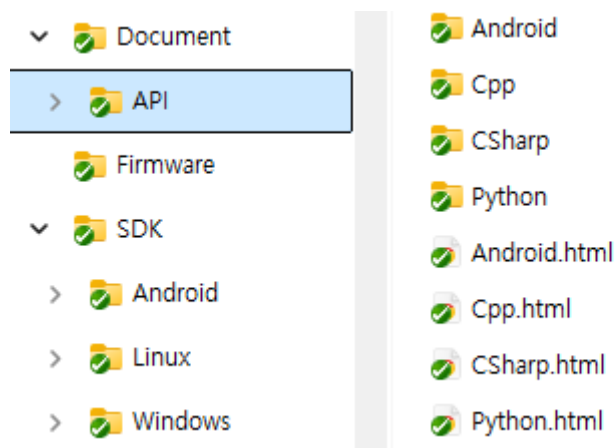 Document
API
Firmware
SDK
Android
Linux
Windows
Android
Cpp
CSharp
Python
Android.html
Cpp.html
CSharp.html
Python.html